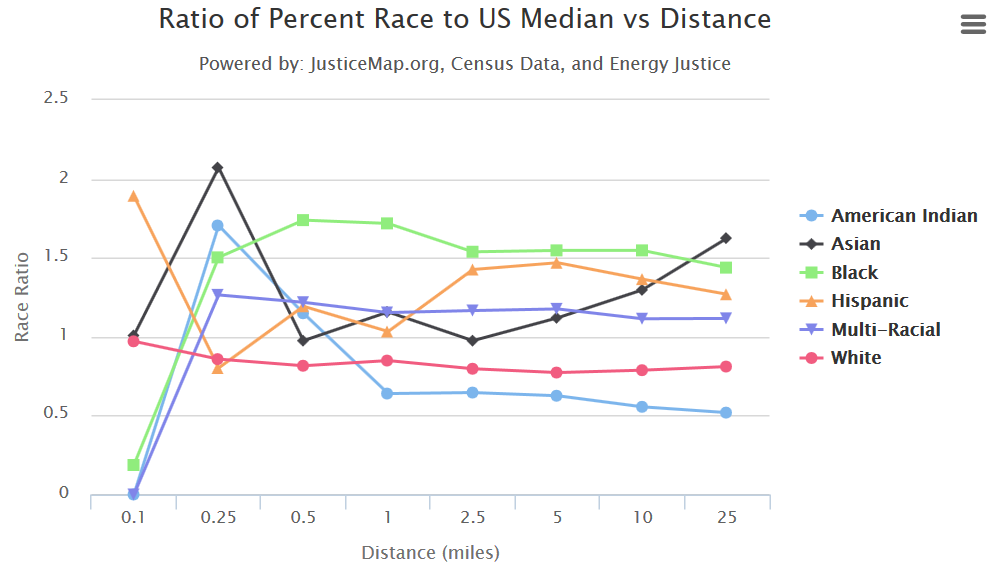 Ratio of Percent Race to US Median vs Distance
Powered by: JusticeMap.org, Census Data, and Energy Justice
2.5
2
1.5
1
0.5
0
Race Ratio
0.1 0.25 0.5 1 2.5 5 10 25
Distance (miles)
American Indian
Asian
Black
Hispanic
Multi-Racial
White